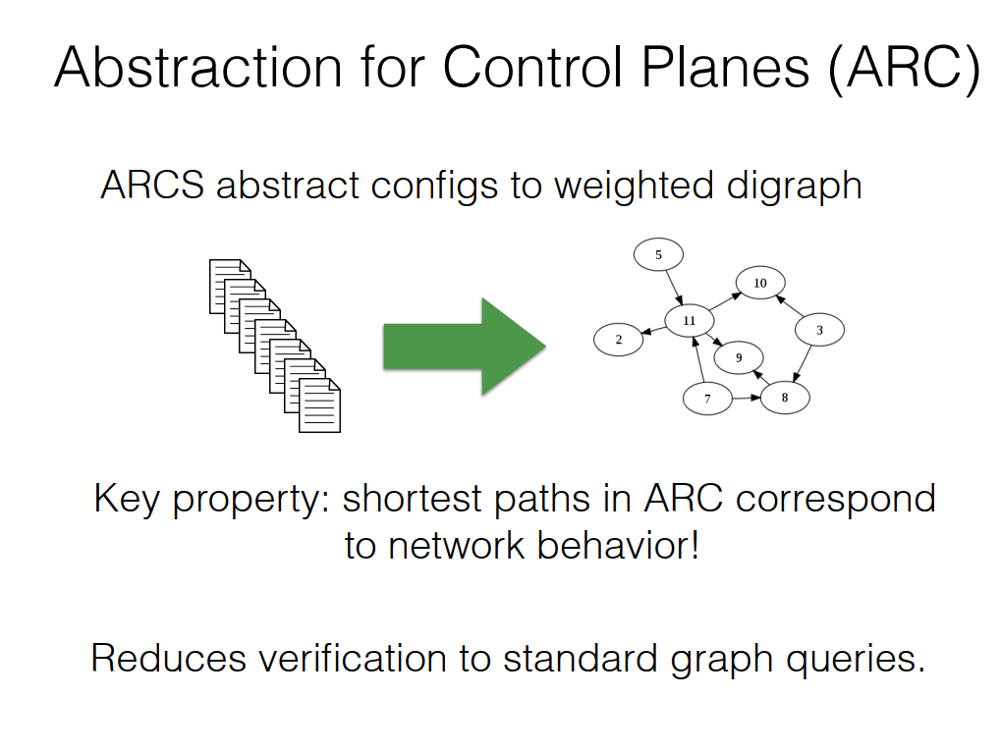 Abstraction for Control Planes (ARC)
ARCS abstract configs to weighted digraph
5
10
11
3
2
9
7
8
Key property: shortest paths in ARC correspond
to network behavior!
Reduces verification to standard graph queries.